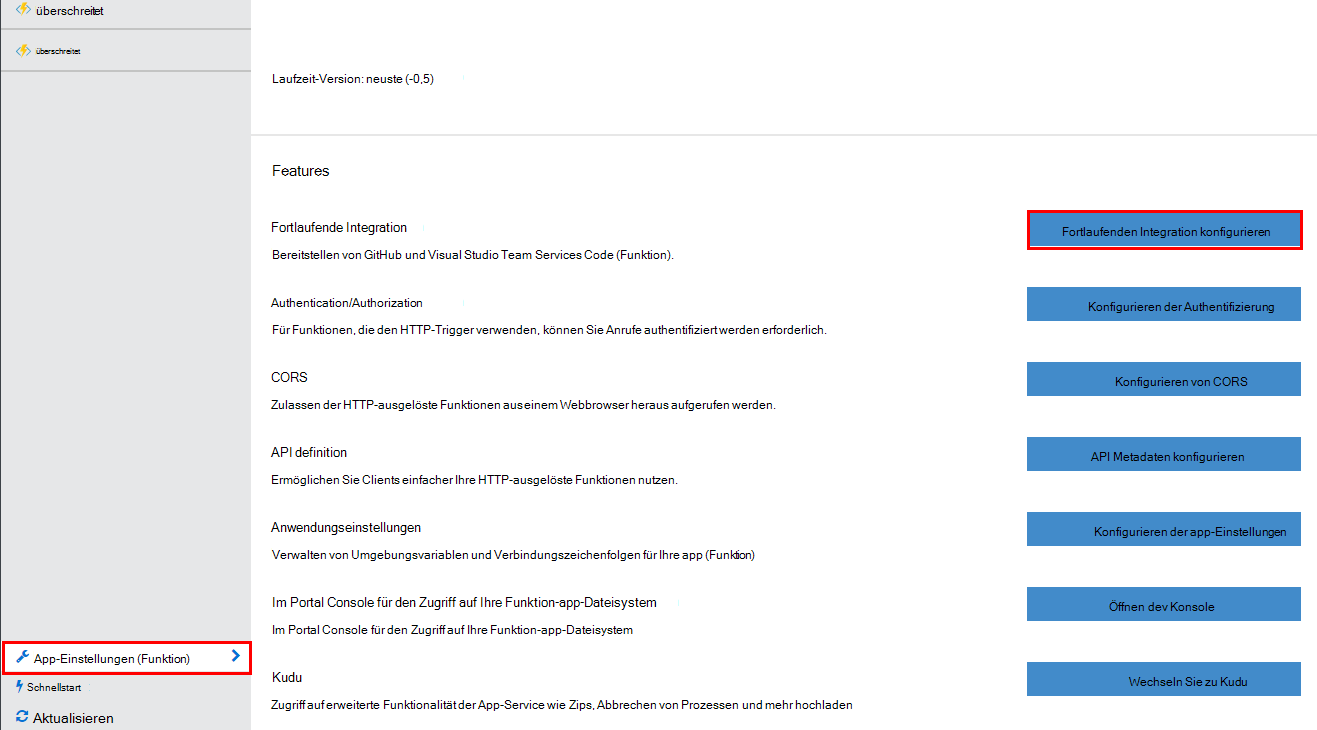 überschreitet
überschreitet
Laufzeit-Version: neuste (-0,5)
Features
Fortlaufende Integration
Fortlaufenden Integration konfigurieren
Bereitstellen von GitHub und Visual Studio Team Services Code (Funktion).
Authentication/Authorization
Konfigurieren der Authentifizierung
Für Funktionen, die den HTTP-Trigger verwenden, können Sie Anrufe authentifiziert werden erforderlich.
CORS
Konfigurieren von CORS
Zulassen der HTTP-ausgelöste Funktionen aus einem Webbrowser heraus aufgerufen werden.
API definition
API Metadaten konfigurieren
Ermöglichen Sie Clients einfacher Ihre HTTP-ausgelöste Funktionen nutzen.
Anwendungseinstellungen
Konfigurieren der app-Einstellungen
Verwalten von Umgebungsvariablen und Verbindungszeichenfolgen für Ihre app (Funktion)
Im Portal Console für den Zugriff auf Ihre Funktion-app-Dateisystem
Öffnen dev Konsole
Im Portal Console für den Zugriff auf Ihre Funktion-app-Dateisystem
App-Einstellungen (Funktion)
Kudu
Wechseln Sie zu Kudu
Schnellstart
Zugriff auf erweiterte Funktionalität der App-Service wie Zips, Abbrechen von Prozessen und mehr hochladen
Aktualisieren